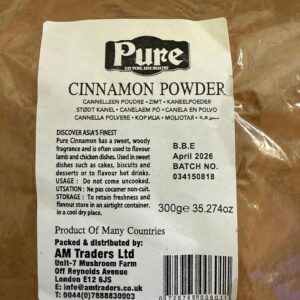 Pure
EAT PURE, LIVE HEALTHY
CINNAMON POWDER
CANNELLEEN POUDRE • ZIMT • KANEELPOEDER
STØDT KANEL • CANELAEM PÓ • CANELA EN POLVO
CANNELLA POLVERE • КОРИЦА • MOLIOTAR •
DISCOVER ASIA'S FINEST
Pure Cinnamon has a sweet, woody
fragrance and is often used to flavour
lamb and chicken dishes. Used in sweet
dishes such as cakes, biscuits and
desserts or to flavour hot drinks.
USAGE : Do not come uncooked.
UTSATION : Ne pas cocamer non-cuit.
STORAGE : To retain freshness and
flavour store in an airtight container,
in a cool dry place.
B.B.E
April 2026
BATCH NO.
034150818
300g℮ 35.274oz
Product Of Many Countries
Packed & distributed by:
AM Traders Ltd
Unit-7 Mushroom Farm
Off Reynolds Avenue
London E12 6JS
E: info@amtraders.co.uk
T: 0044(0)7888830003